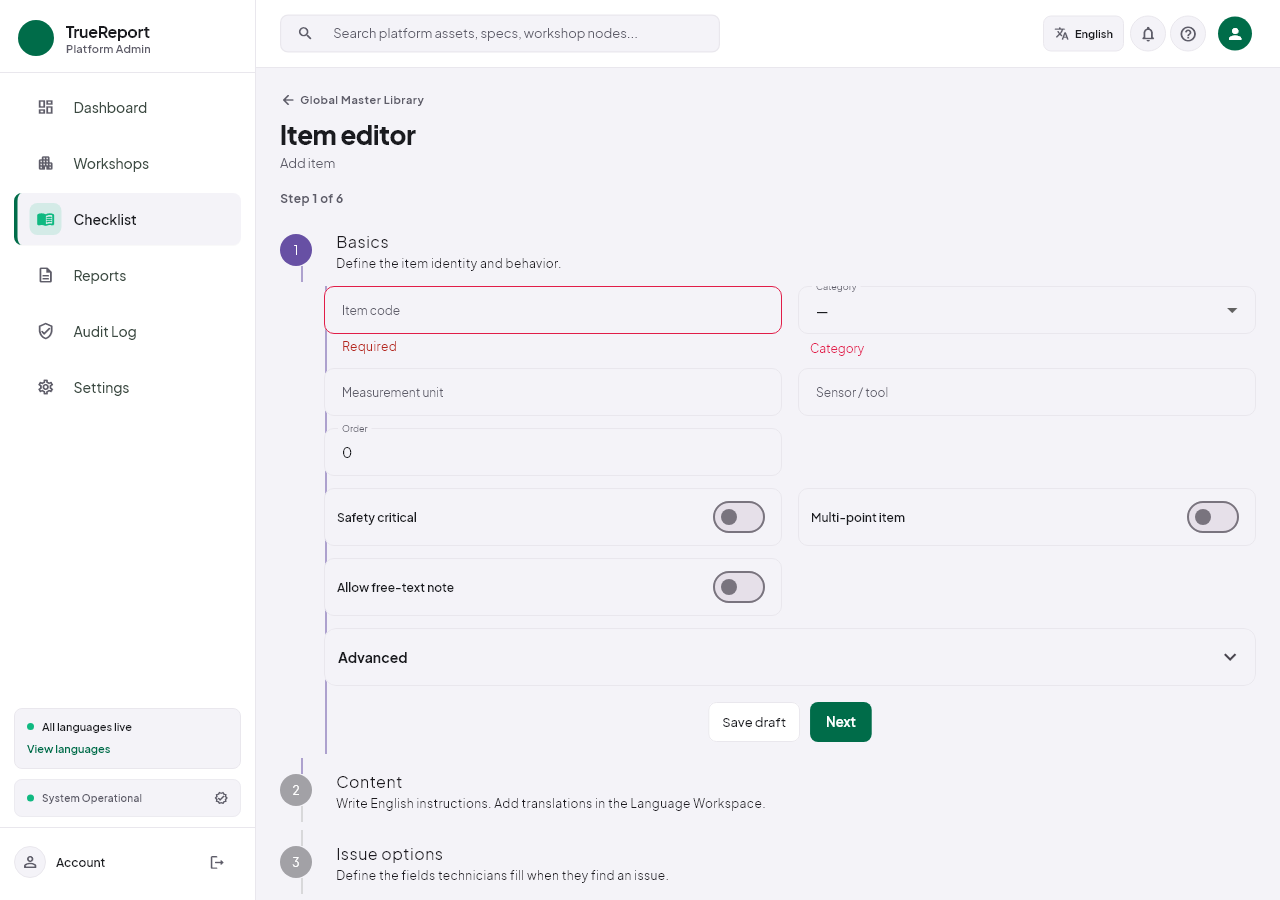 TrueReport
Platform Admin
Search platform assets, specs, workshop nodes...
English
Dashboard
Workshops
Checklist
Reports
Audit Log
Settings
All languages live
View languages
System Operational
Account
Global Master Library
Item editor
Add item
Step 1 of 6
1
Basics
Define the item identity and behavior.
Item code
Required
Category
—
Category
Measurement unit
Sensor / tool
Order
0
Safety critical
Multi-point item
Allow free-text note
Advanced
Save draft
Next
2
Content
Write English instructions. Add translations in the Language Workspace.
3
Issue options
Define the fields technicians fill when they find an issue.